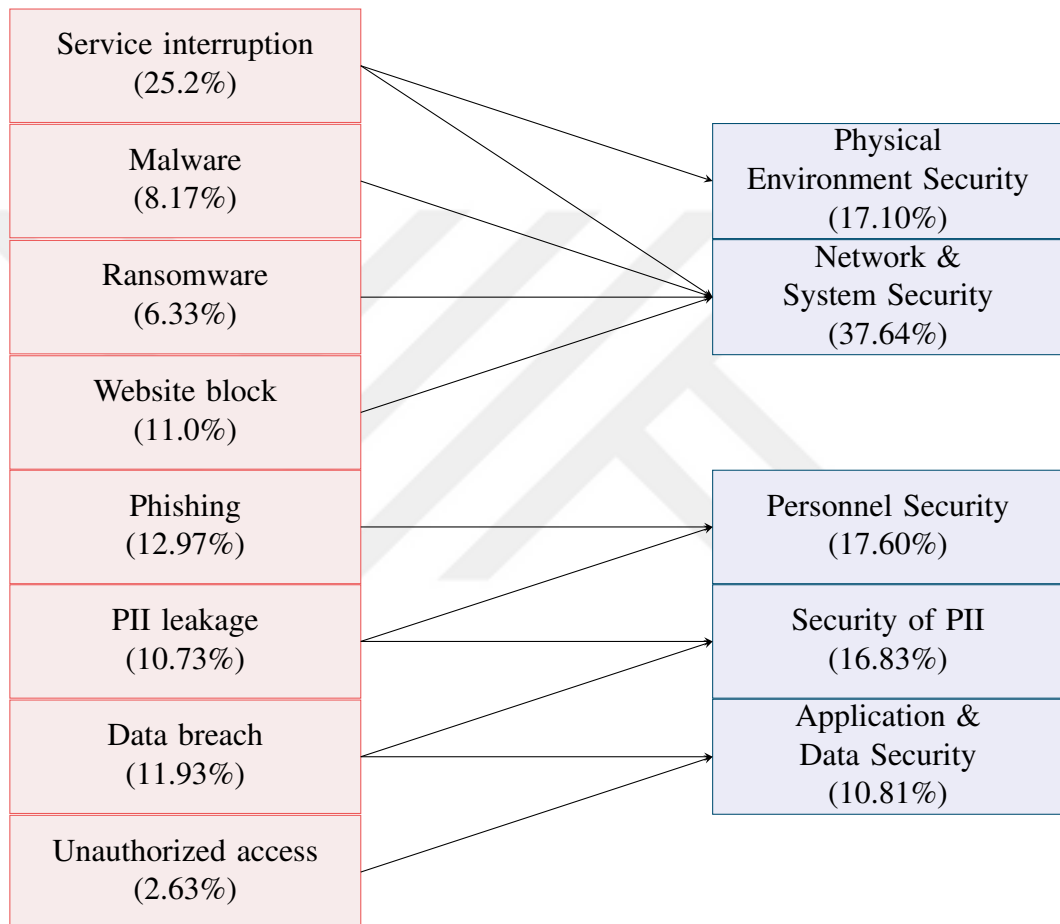 Service interruption
(25.2%)
Malware
(8.17%)
Ransomware
(6.33%)
Website block
(11.0%)
Phishing
(12.97%)
PII leakage
(10.73%)
Data breach
(11.93%)
Unauthorized access
(2.63%)
Physical
Environment Security
(17.10%)
Network &
System Security
(37.64%)
Personnel Security
(17.60%)
Security of PII
(16.83%)
Application &
Data Security
(10.81%)